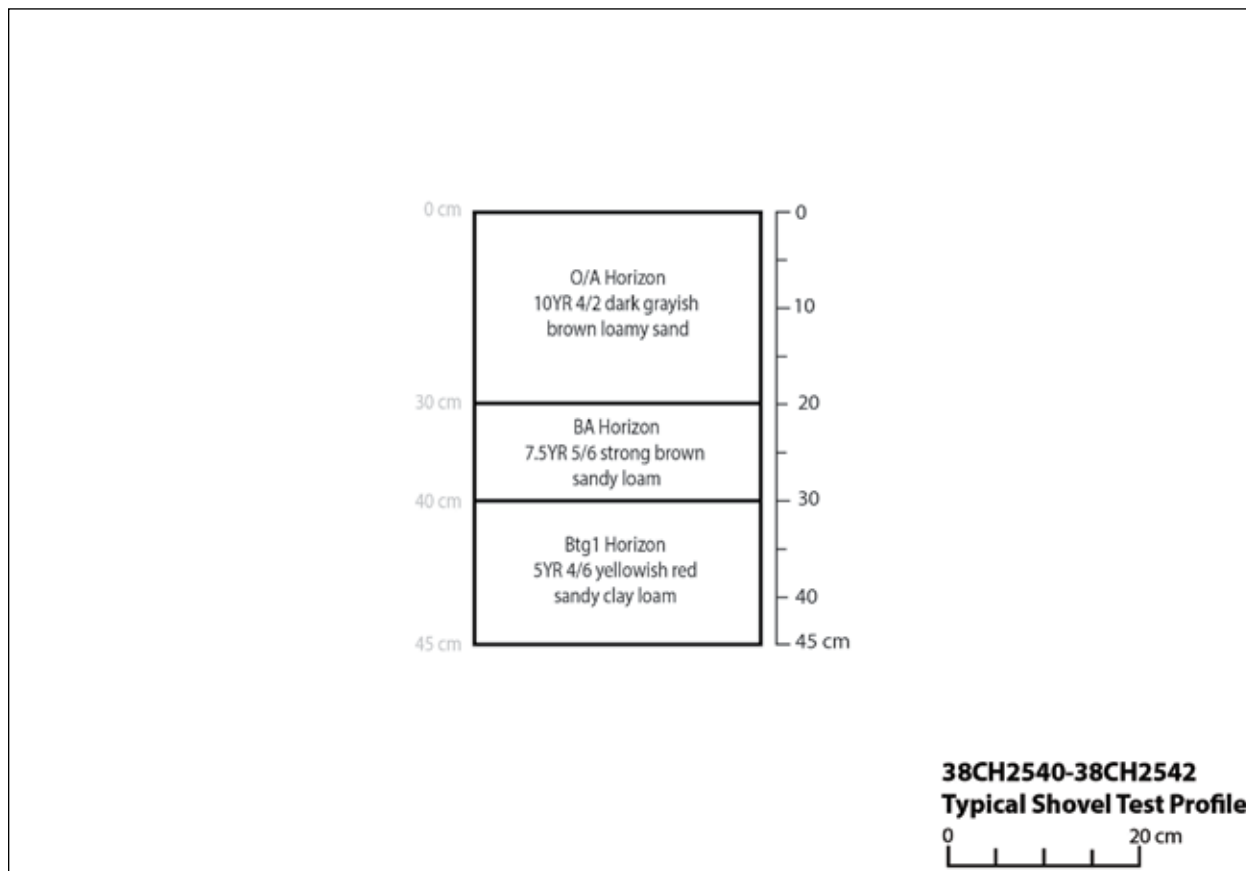 0 cm
0
O/A Horizon
10YR 4/2 dark grayish
brown loamy sand
10
30 cm
20
BA Horizon
7.5YR 5/6 strong brown
sandy loam
40 cm
30
Btg1 Horizon
5YR 4/6 yellowish red
sandy clay loam
40
45 cm
45 cm
38CH2540-38CH2542
Typical Shovel Test Profile
0 20 cm